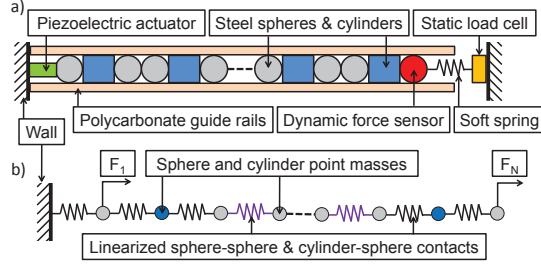 a)
Piezoelectric actuator
Steel spheres & cylinders
Static load cell
Polycarbonate guide rails
Dynamic force sensor
Soft spring
Wall
b)
F1
Sphere and cylinder point masses
FN
Linearized sphere-sphere & cylinder-sphere contacts